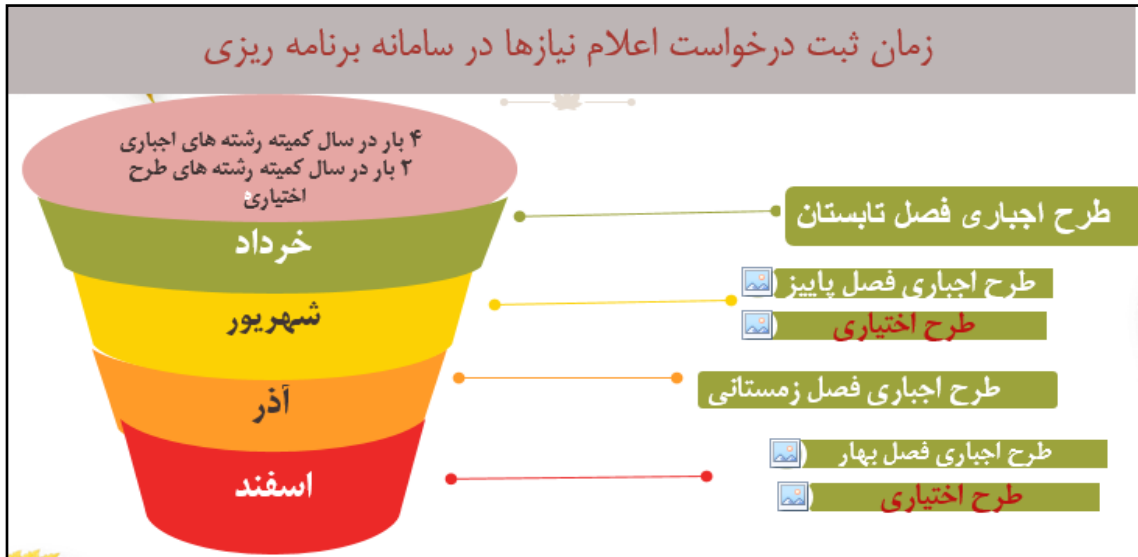 زمان ثبت درخواست اعلام نیازها در سامانه برنامه ریزی
۴ بار در سال کمیته رشته های اجباری
۲ بار در سال کمیته رشته های طرح
اختیاری
خرداد
طرح اجباری فصل تابستان
شهریور
طرح اجباری فصل پاییز
طرح اختیاری
آذر
طرح اجباری فصل زمستانی
اسفند
طرح اجباری فصل بهار
طرح اختیاری